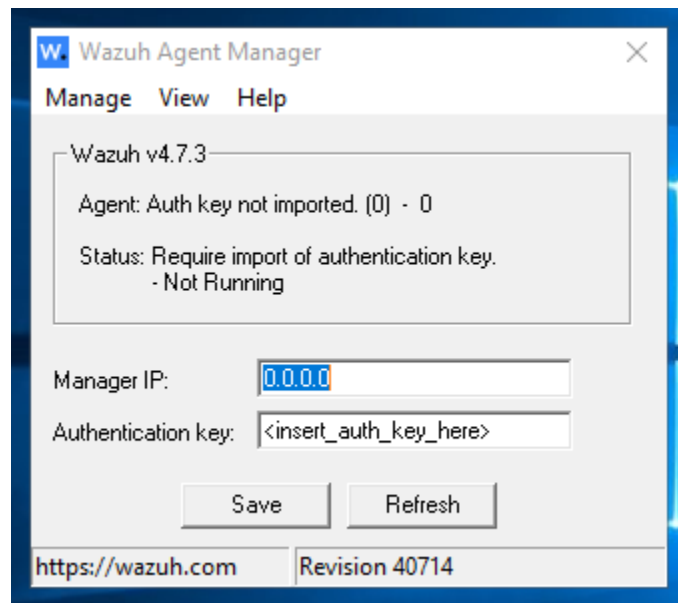 W. Wazuh Agent Manager
Manage View Help
Wazuh v4.7.3
Agent: Auth key not imported. (0) - 0
Status: Require import of authentication key.
- Not Running
Manager IP: 0.0.0.0
Authentication key: <insert_auth_key_here>
Save Refresh
https://wazuh.com Revision 40714